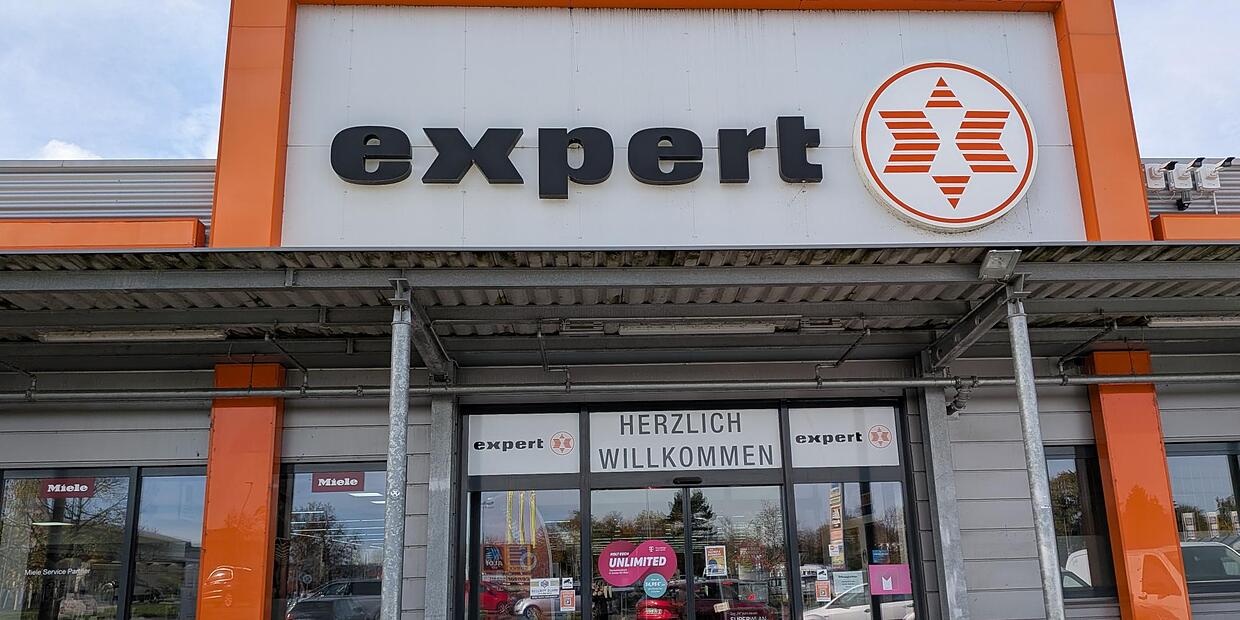 expert
expert
HERZLICH
WILLKOMMEN
expert
Miele
Miele
Miele Service Partner
UNLIMITED